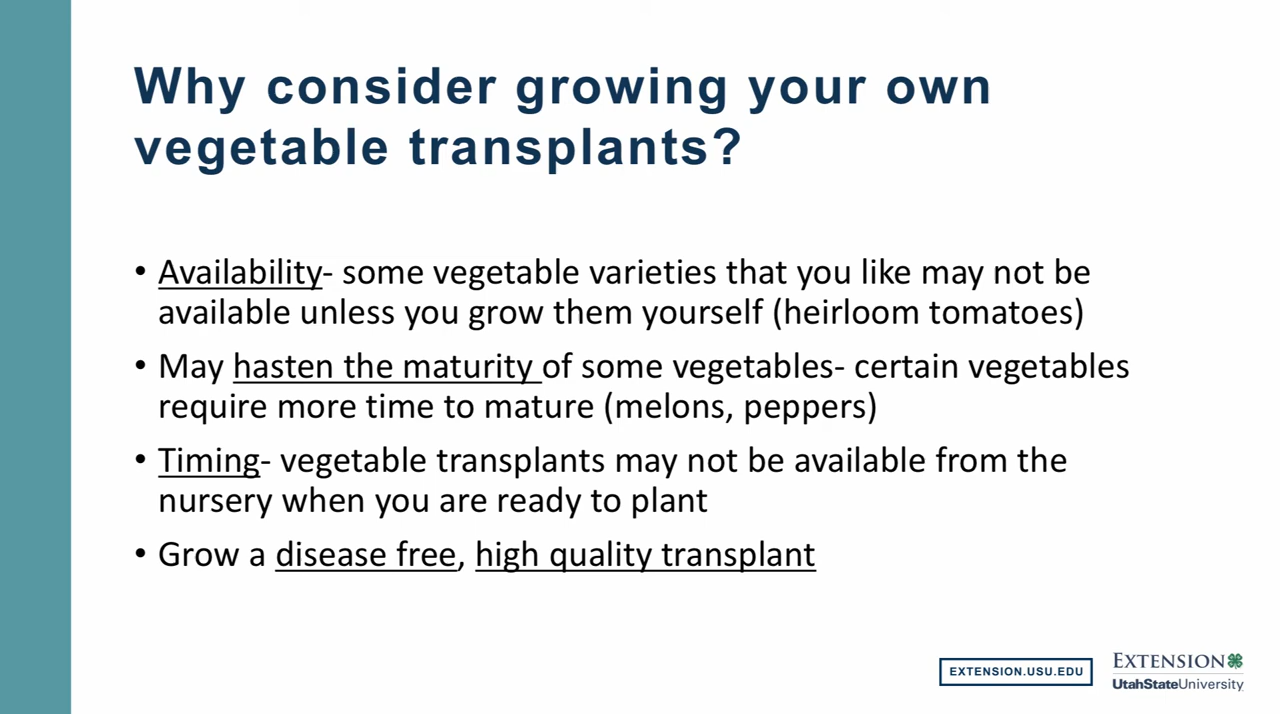 Why consider growing your own
vegetable transplants?
• Availability- some vegetable varieties that you like may not be
available unless you grow them yourself (heirloom tomatoes)
• May hasten the maturity of some vegetables- certain vegetables
require more time to mature (melons, peppers)
• Timing- vegetable transplants may not be available from the
nursery when you are ready to plant
• Grow a disease free, high quality transplant
EXTENSION.USU.EDU
EXTENSION
UtahStateUniversity